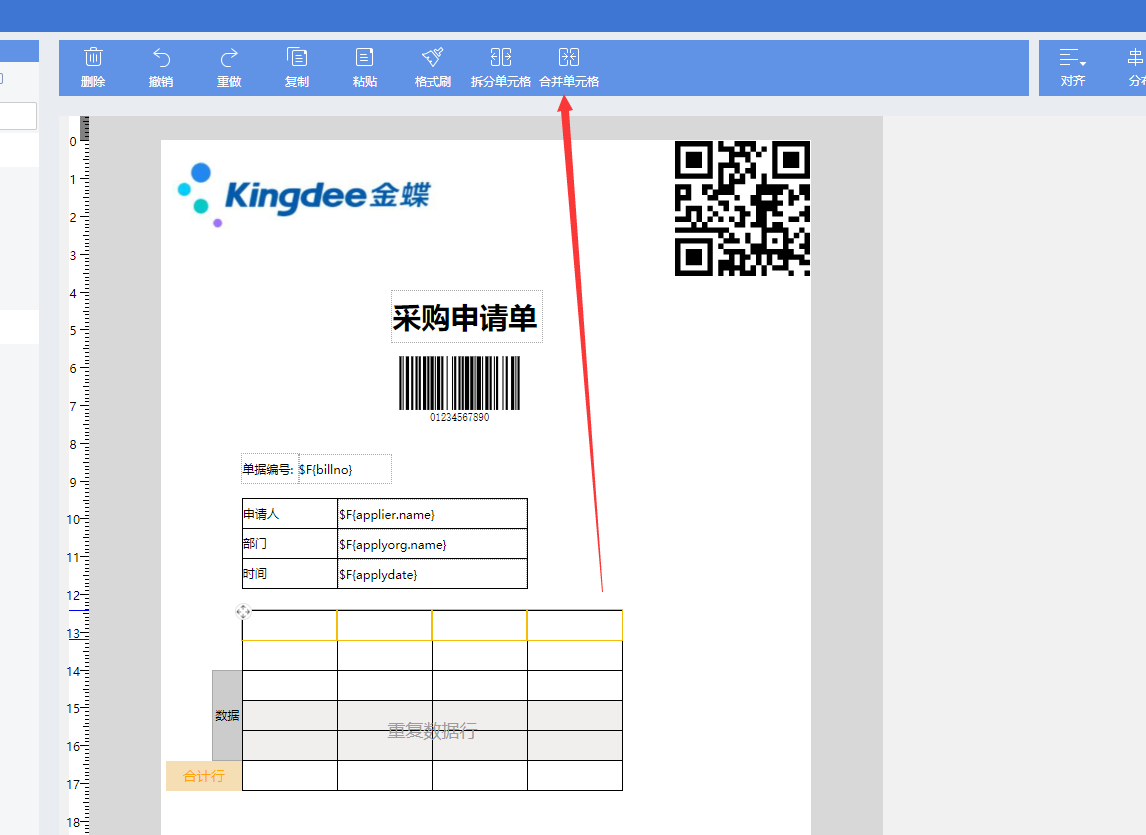 删除 撤销 重做 复制 粘贴 格式刷 拆分单元格 合并单元格 对齐
0
1
2
3
4
5
6
7
8
9
10
11
12
13
14
15
16
17
18
Kingdee金蝶
采购申请单
01234567890
单据编号: $F{billno}
申请人 $F{applier.name}
部门 $F{applyorg.name}
时间 $F{applydate}
数据
重复数据行
合计行